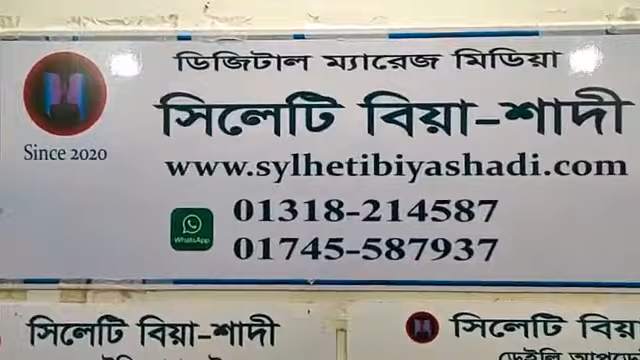 ডিজিটাল ম্যারেজ মিডিয়া
সিলেটি বিয়া-শাদী
Since 2020
www.sylhetibiyashadi.com
01318-214587
WhatsApp
01745-587937
সিলেটি বিয়া-শাদী
সিলেটি